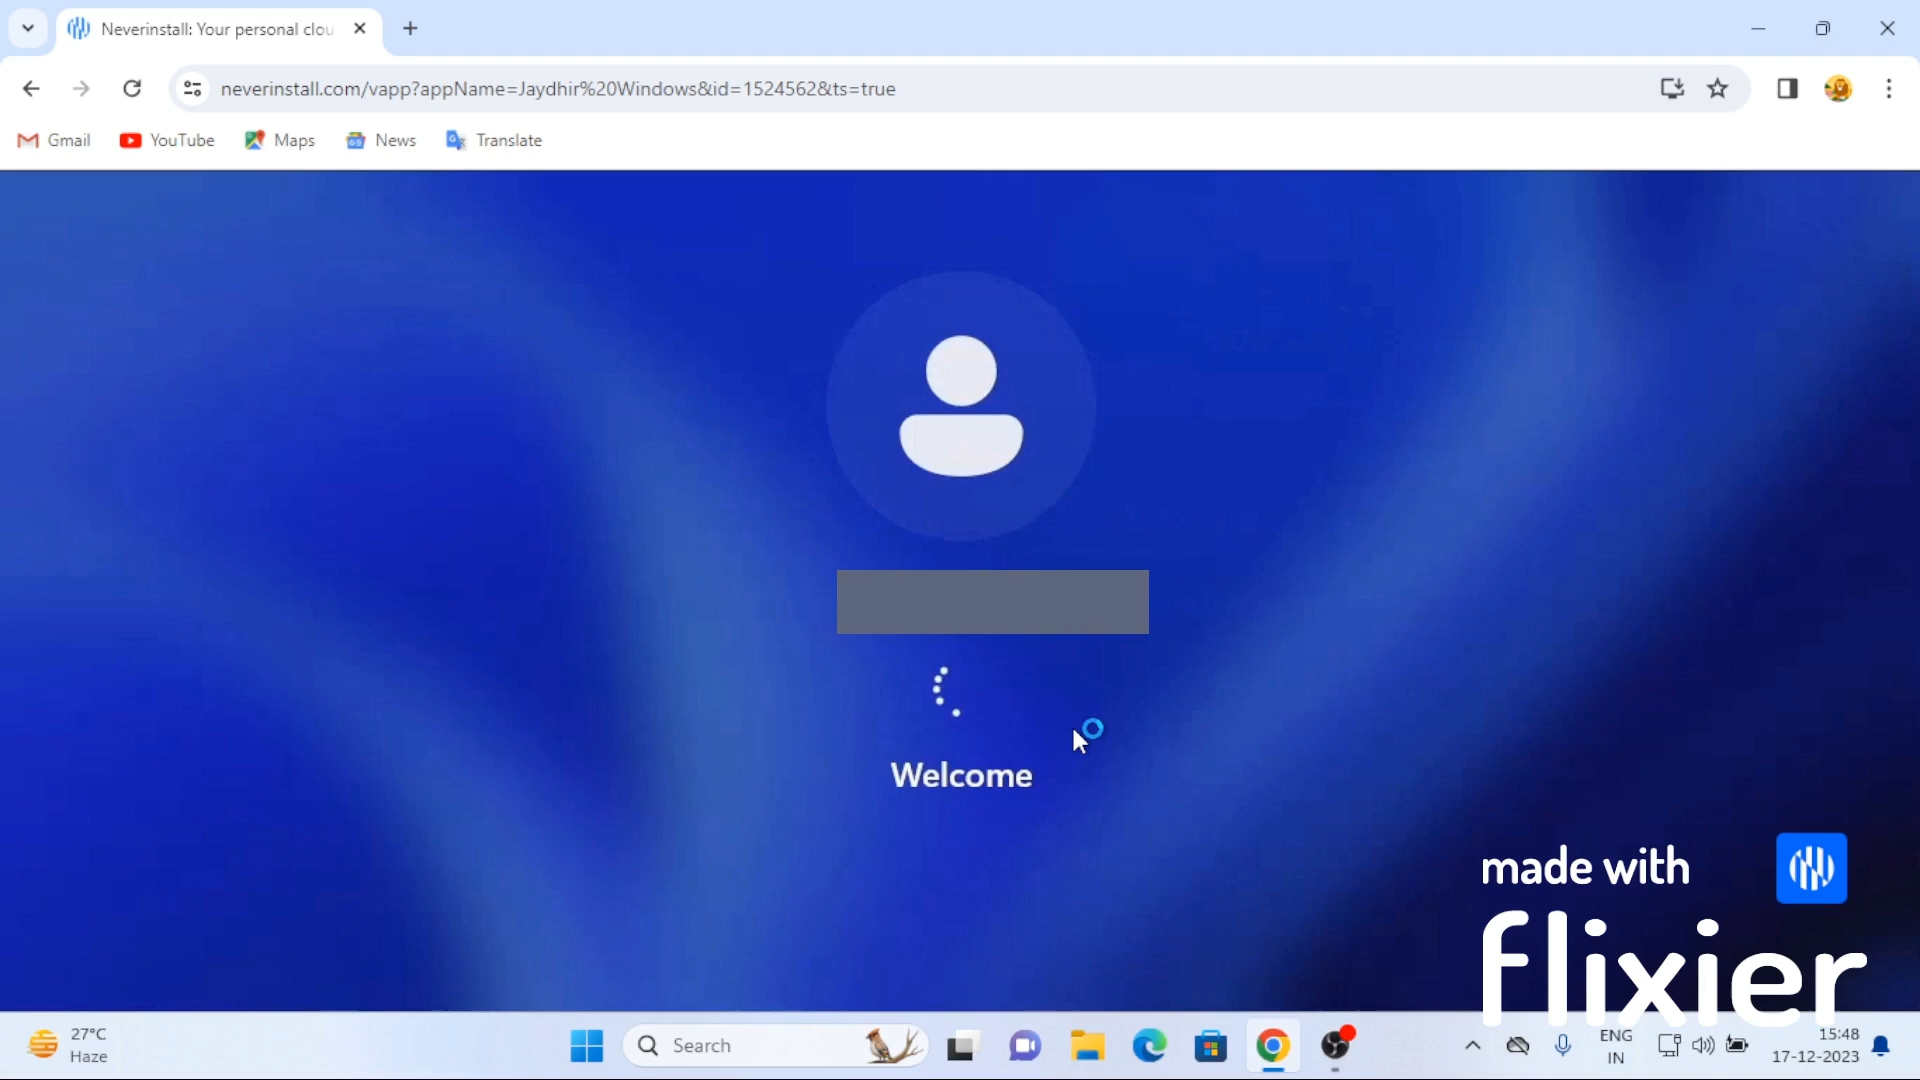 Neverinstall: Your personal clou
neverinstall.com/vapp?appName=Jaydhir%20Windows&id=1524562&ts=true
Gmail
YouTube
Maps
News
Translate
Welcome
made with
flixier
27°C
Haze
Search
ENG
IN
15:48
17-12-2023